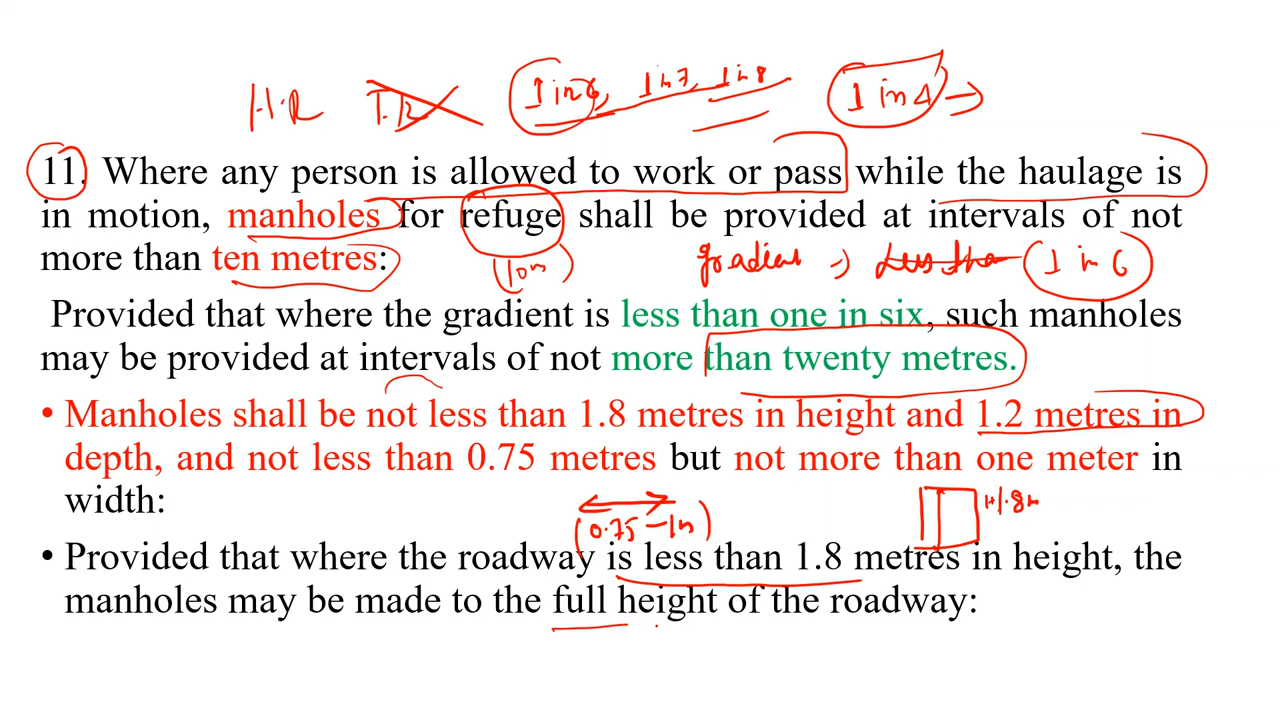 H.R T.R 1 in 6, 1 in 7, 1 in 8 1 in 4 →
11. Where any person is allowed to work or pass while the haulage is
in motion, manholes for refuge shall be provided at intervals of not
more than ten metres:
(10m) gradient → Less than 1 in 6
Provided that where the gradient is less than one in six, such manholes
may be provided at intervals of not more than twenty metres.
• Manholes shall be not less than 1.8 metres in height and 1.2 metres in
depth, and not less than 0.75 metres but not more than one meter in
width:
(0.75 – 1m) 1.8m
• Provided that where the roadway is less than 1.8 metres in height, the
manholes may be made to the full height of the roadway: